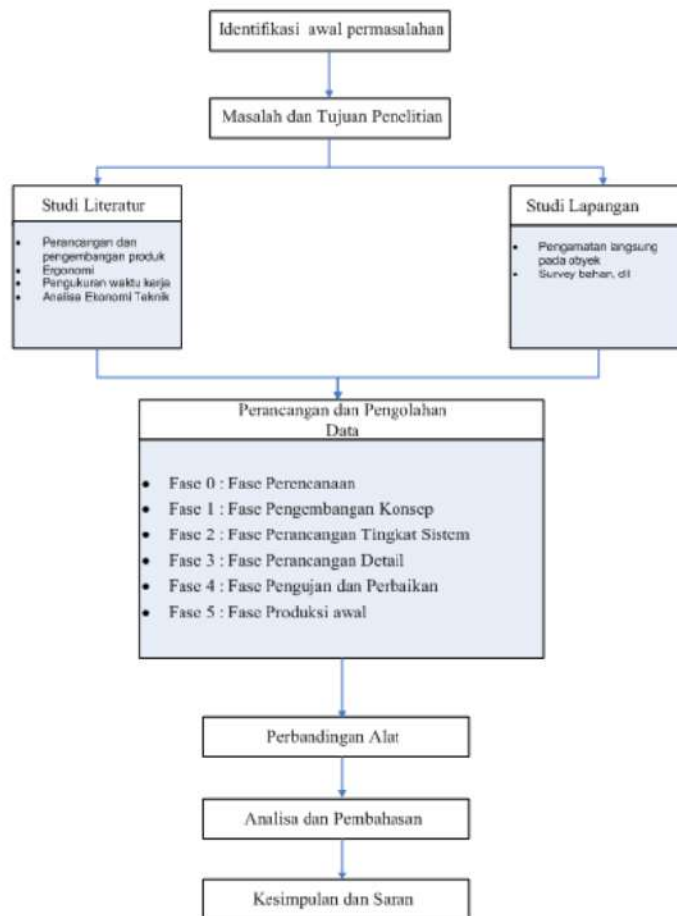 Identifikasi awal permasalahan
Masalah dan Tujuan Penelitian
Studi Literatur
• Perancangan dan
pengembangan produk
• Ergonomi
• Pengukuran waktu kerja
• Analisa Ekonomi Teknik
Studi Lapangan
• Pengamatan langsung
pada obyek
• Survey bahan, dll
Perancangan dan Pengolahan
Data
• Fase 0 : Fase Perencanaan
• Fase 1 : Fase Pengembangan Konsep
• Fase 2 : Fase Perancangan Tingkat Sistem
• Fase 3 : Fase Perancangan Detail
• Fase 4 : Fase Pengujan dan Perbaikan
• Fase 5 : Fase Produksi awal
Perbandingan Alat
Analisa dan Pembahasan
Kesimpulan dan Saran